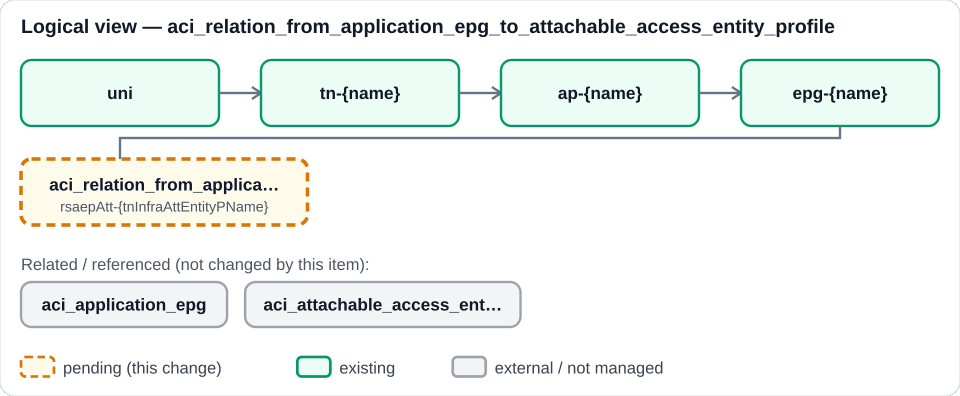 Logical view — aci_relation_from_application_epg_to_attachable_access_entity_profile
uni
tn-{name}
ap-{name}
epg-{name}
aci_relation_from_applica…
rsaepAtt-{tnInfraAttEntityPName}
Related / referenced (not changed by this item):
aci_application_epg
aci_attachable_access_ent…
pending (this change)
existing
external / not managed